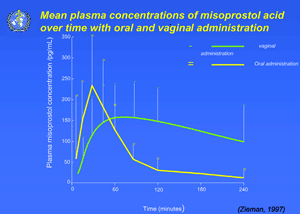 Mean plasma concentrations of misoprostol acid
over time with oral and vaginal administration
vaginal
administration
Oral administration
Plasma misoprostol concentration (pg/mL)
350
300
250
200
150
100
50
0
0
60
120
180
240
Time (minutes)
(Zieman, 1997)